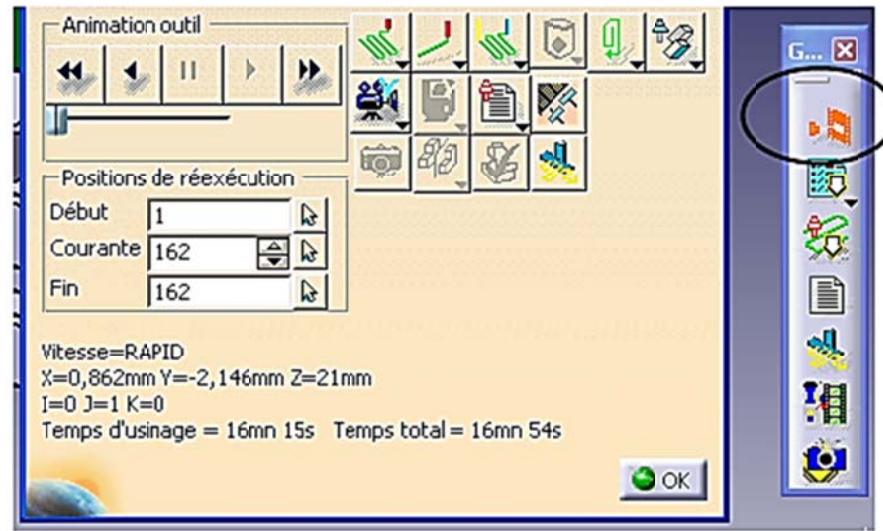 Animation outil
G...
Positions de réexécution
Début 1
Courante 162
Fin 162
Vitesse=RAPID
X=0,862mm Y=-2,146mm Z=21mm
I=0 J=1 K=0
Temps d'usinage = 16mn 15s Temps total = 16mn 54s
OK